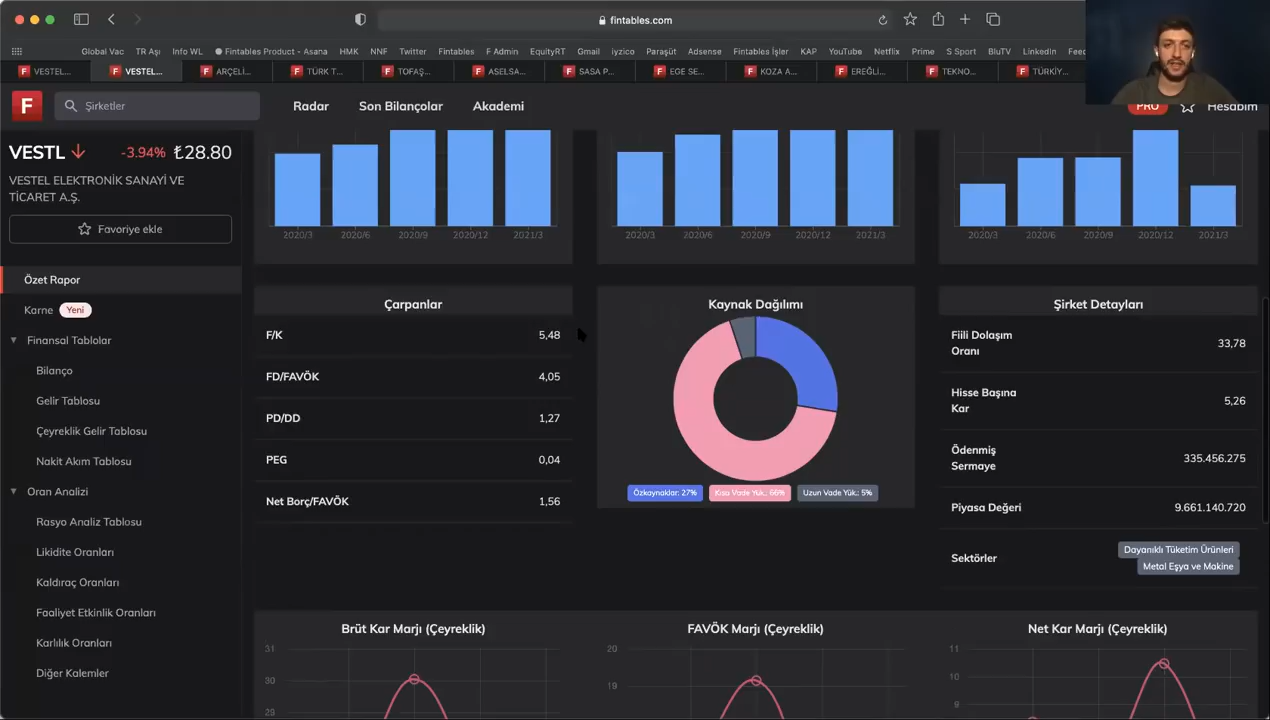 fintables.com
Global Vac TR Aşı Info WL Fintables Product - Asana HMK NNF Twitter Fintables F Admin EquityRT Gmail iyzico Paraşüt Adsense Fintables İşler KAP YouTube Netflix Prime S Sport BluTV LinkedIn Feec
F VESTEL... F VESTEL... F ARÇELİ... F TÜRK T... F TOFAŞ... F ASELSA... F SASA P... F EGE SE... F KOZA A... F EREĞLİ... F TEKNO... F TÜRKİY...
F Şirketler Radar Son Bilançolar Akademi PRO Hesabım
VESTL -3.94% ₺28.80
VESTEL ELEKTRONİK SANAYİ VE
TİCARET A.Ş.
Favoriye ekle
Özet Rapor
Karne Yeni
Finansal Tablolar
Bilanço
Gelir Tablosu
Çeyreklik Gelir Tablosu
Nakit Akım Tablosu
Oran Analizi
Rasyo Analiz Tablosu
Likidite Oranları
Kaldıraç Oranları
Faaliyet Etkinlik Oranları
Karlılık Oranları
Diğer Kalemler
2020/3 2020/6 2020/9 2020/12 2021/3
2020/3 2020/6 2020/9 2020/12 2021/3
2020/3 2020/6 2020/9 2020/12 2021/3
Çarpanlar
F/K 5,48
FD/FAVÖK 4,05
PD/DD 1,27
PEG 0,04
Net Borç/FAVÖK 1,56
Kaynak Dağılımı
Özkaynaklar: 27% Kısa Vade Yük.: 66% Uzun Vade Yük.: 5%
Şirket Detayları
Fiili Dolaşım
Oranı 33,78
Hisse Başına
Kar 5,26
Ödenmiş
Sermaye 335.456.275
Piyasa Değeri 9.661.140.720
Sektörler Dayanıklı Tüketim Ürünleri
Metal Eşya ve Makine
Brüt Kar Marjı (Çeyreklik)
31
30
29
FAVÖK Marjı (Çeyreklik)
20
19
Net Kar Marjı (Çeyreklik)
11
10
9